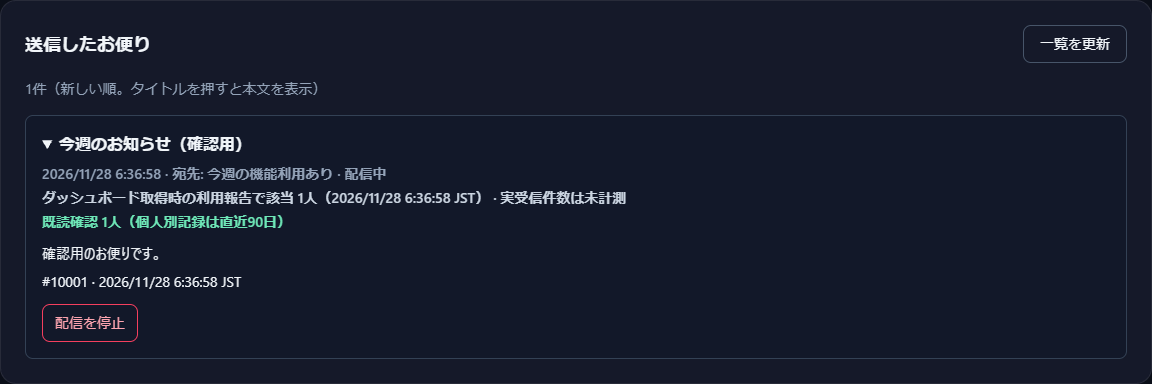 送信したお便り
一覧を更新
1件（新しい順。タイトルを押すと本文を表示）
▼ 今週のお知らせ（確認用）
2026/11/28 6:36:58 · 宛先: 今週の機能利用あり · 配信中
ダッシュボード取得時の利用報告で該当 1人（2026/11/28 6:36:58 JST） · 実受信件数は未計測
既読確認 1人（個人別記録は直近90日）
確認用のお便りです。
#10001 · 2026/11/28 6:36:58 JST
配信を停止